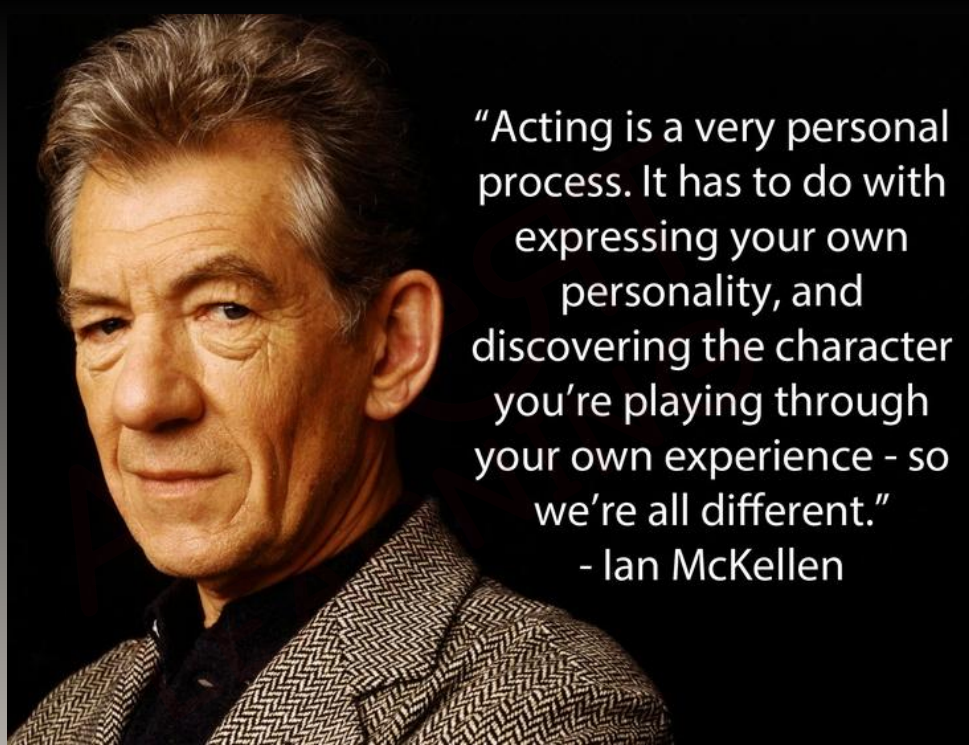 “Acting is a very personal
process. It has to do with
expressing your own
personality, and
discovering the character
you’re playing through
your own experience - so
we’re all different.”
- Ian McKellen